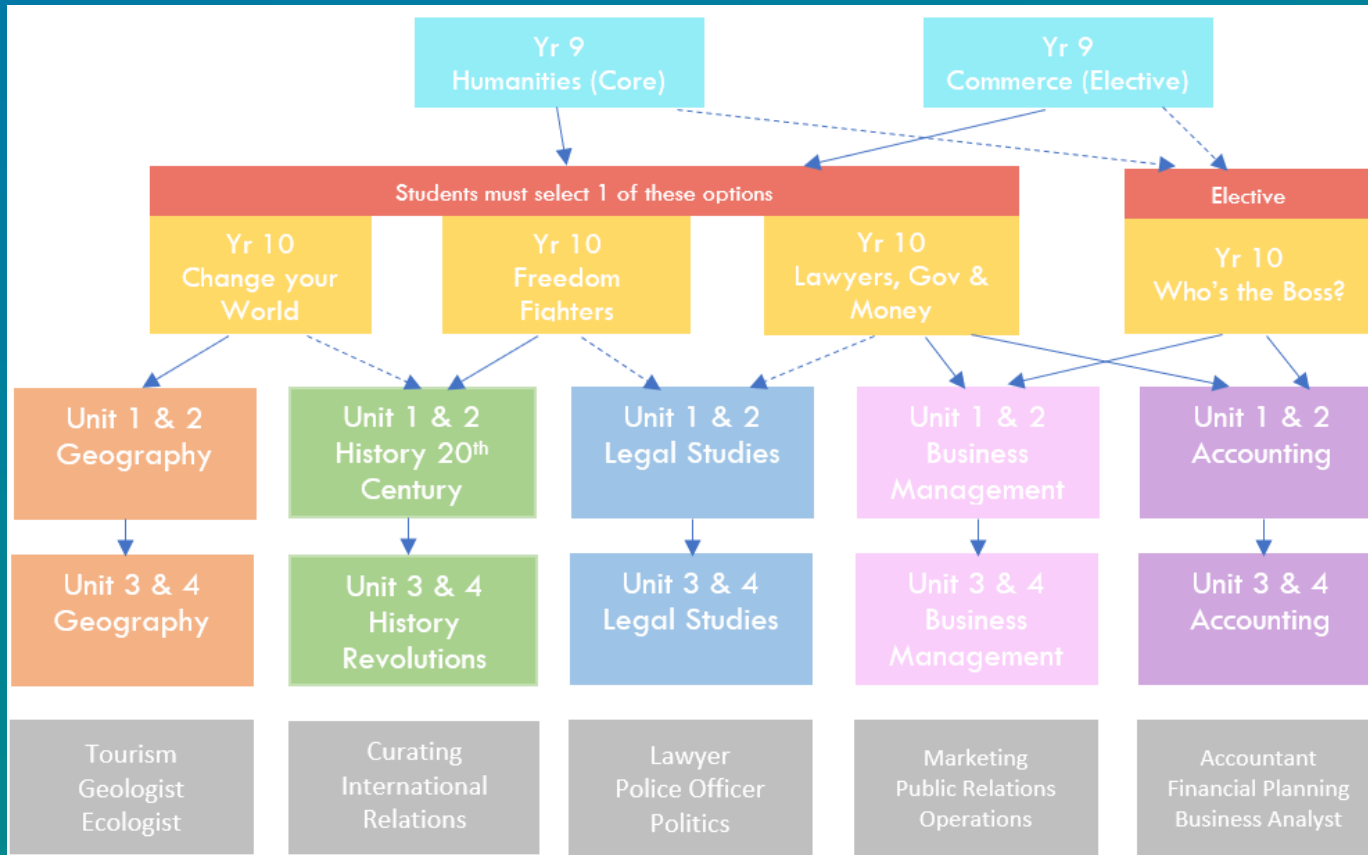 Yr 9
Humanities (Core)
Yr 9
Commerce (Elective)
Students must select 1 of these options
Elective
Yr 10
Change your
World
Yr 10
Freedom
Fighters
Yr 10
Lawyers, Gov &
Money
Yr 10
Who's the Boss?
Unit 1 & 2
Geography
Unit 1 & 2
History 20th
Century
Unit 1 & 2
Legal Studies
Unit 1 & 2
Business
Management
Unit 1 & 2
Accounting
Unit 3 & 4
Geography
Unit 3 & 4
History
Revolutions
Unit 3 & 4
Legal Studies
Unit 3 & 4
Business
Management
Unit 3 & 4
Accounting
Tourism
Geologist
Ecologist
Curating
International
Relations
Lawyer
Police Officer
Politics
Marketing
Public Relations
Operations
Accountant
Financial Planning
Business Analyst